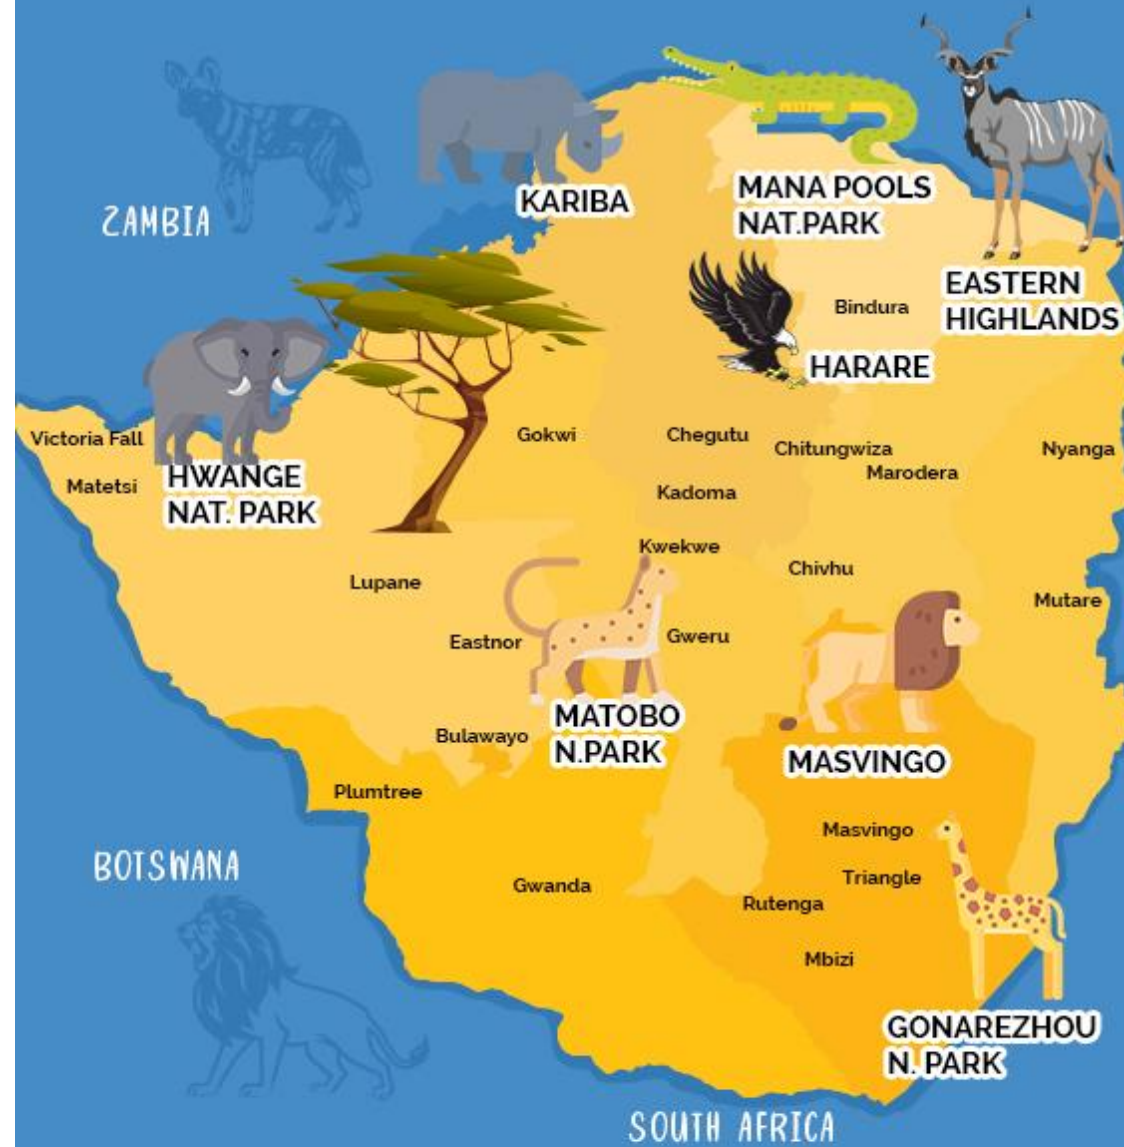 KARIBA
MANA POOLS
NAT.PARK
ZAMBIA
EASTERN
HIGHLANDS
Bindura
HARARE
Victoria Fall
Gokwi
Chegutu
Chitungwiza
Nyanga
Matetsi
HWANGE
NAT. PARK
Marodera
Kadoma
Kwekwe
Chivhu
Lupane
Mutare
Eastnor
Gweru
MATOBO
N.PARK
Bulawayo
MASVINGO
Plumtree
Masvingo
BOTSWANA
Triangle
Gwanda
Rutenga
Mbizi
GONAREZHOU
N. PARK
SOUTH AFRICA